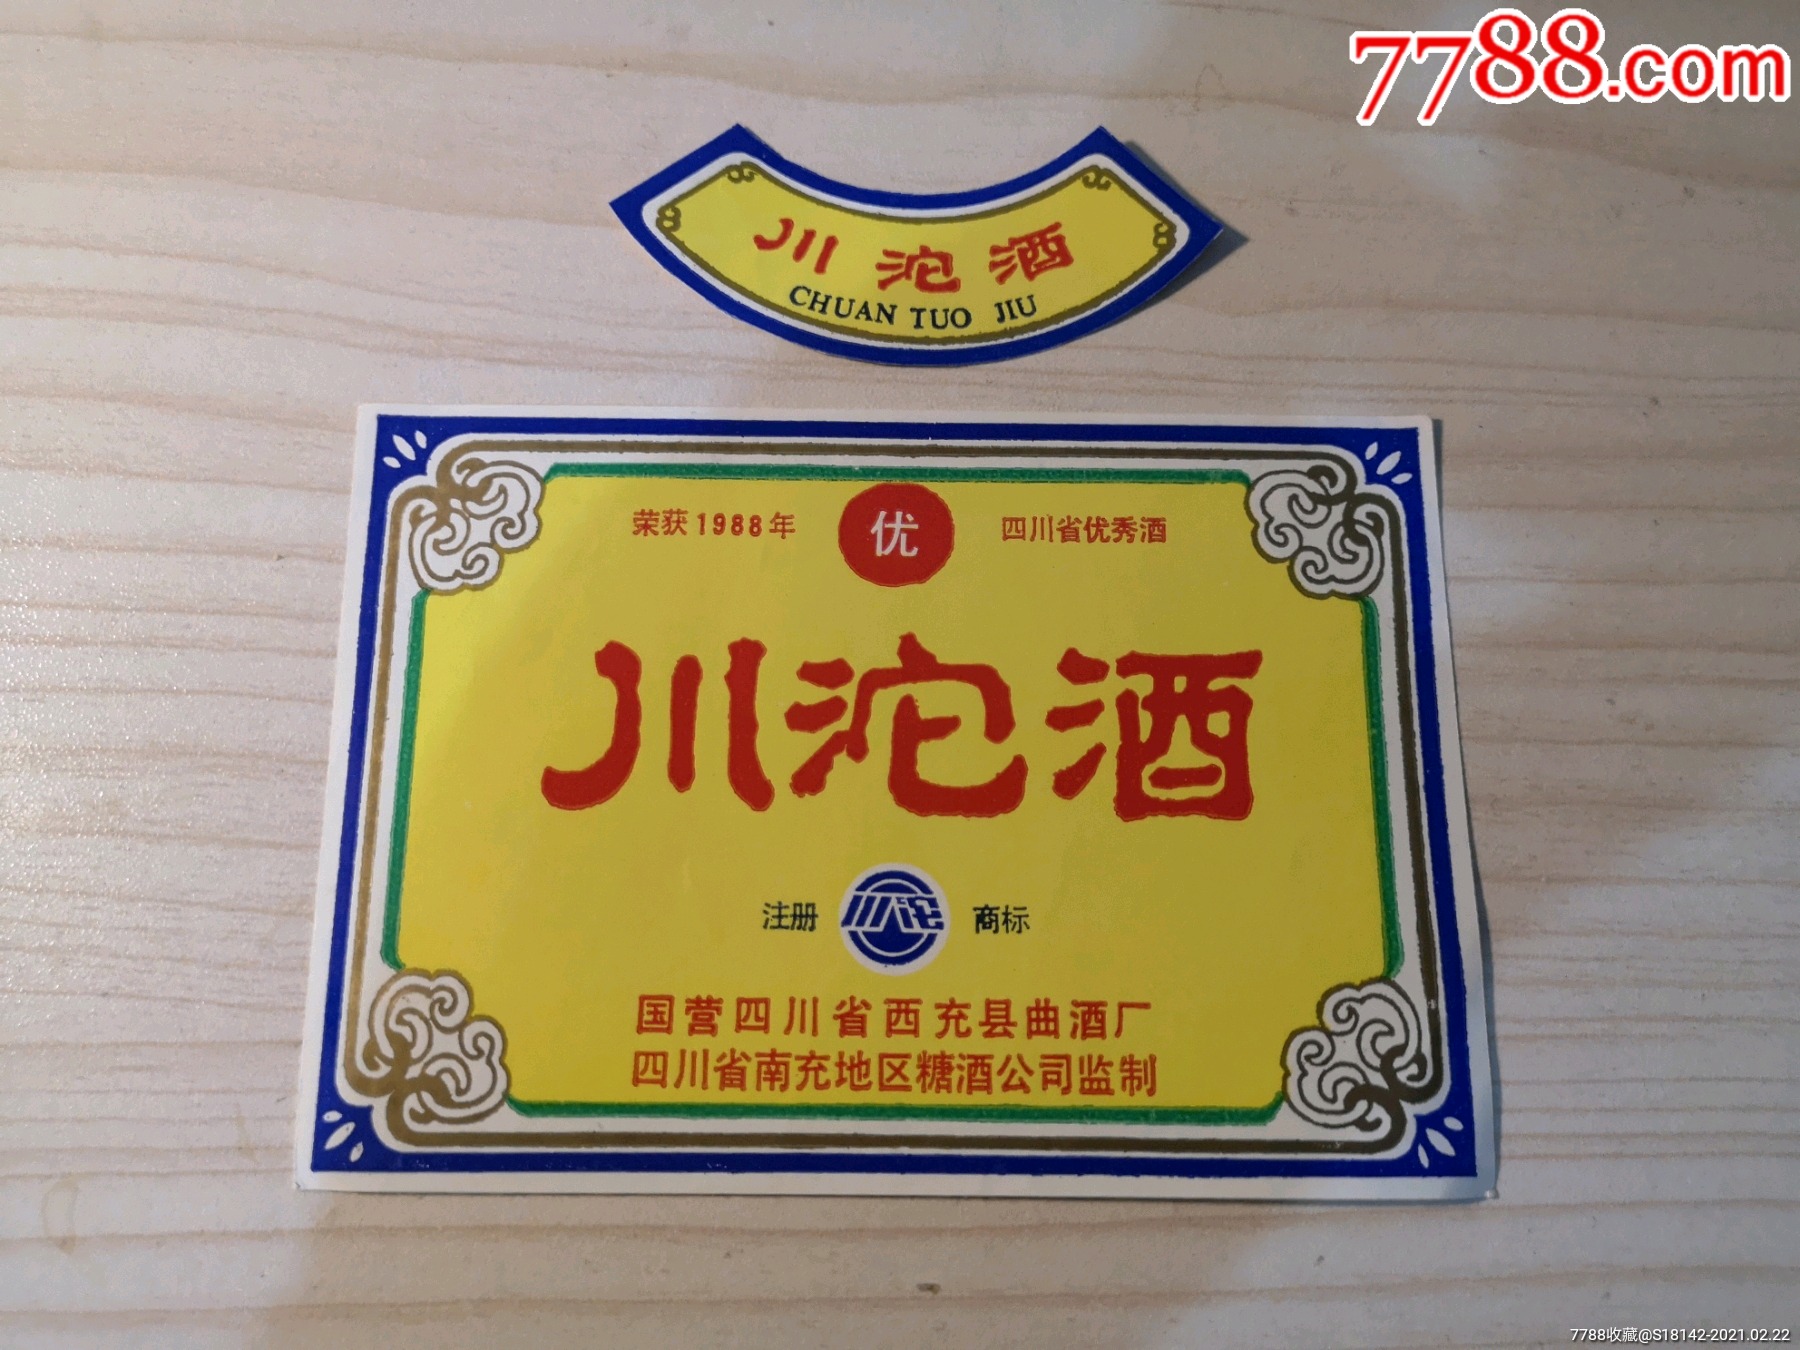 7788.com
川沱酒
CHUAN TUO JIU
荣获1988年 优 四川省优秀酒
川沱酒
注册 川沱 商标
国营四川省西充县曲酒厂
四川省南充地区糖酒公司监制
7788收藏@S18142-2021.02.22